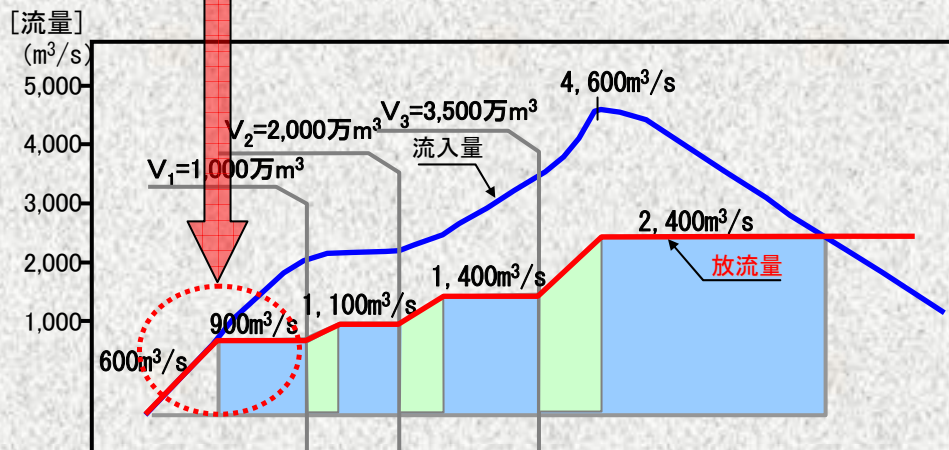 [流量]
(m³/s)
5,000
4,600m³/s
V₃=3,500万m³
4,000
V₂=2,000万m³
流入量
V₁=1,000万m³
3,000
2,400m³/s
2,000
放流量
1,400m³/s
1,100m³/s
1,000
900m³/s
600m³/s